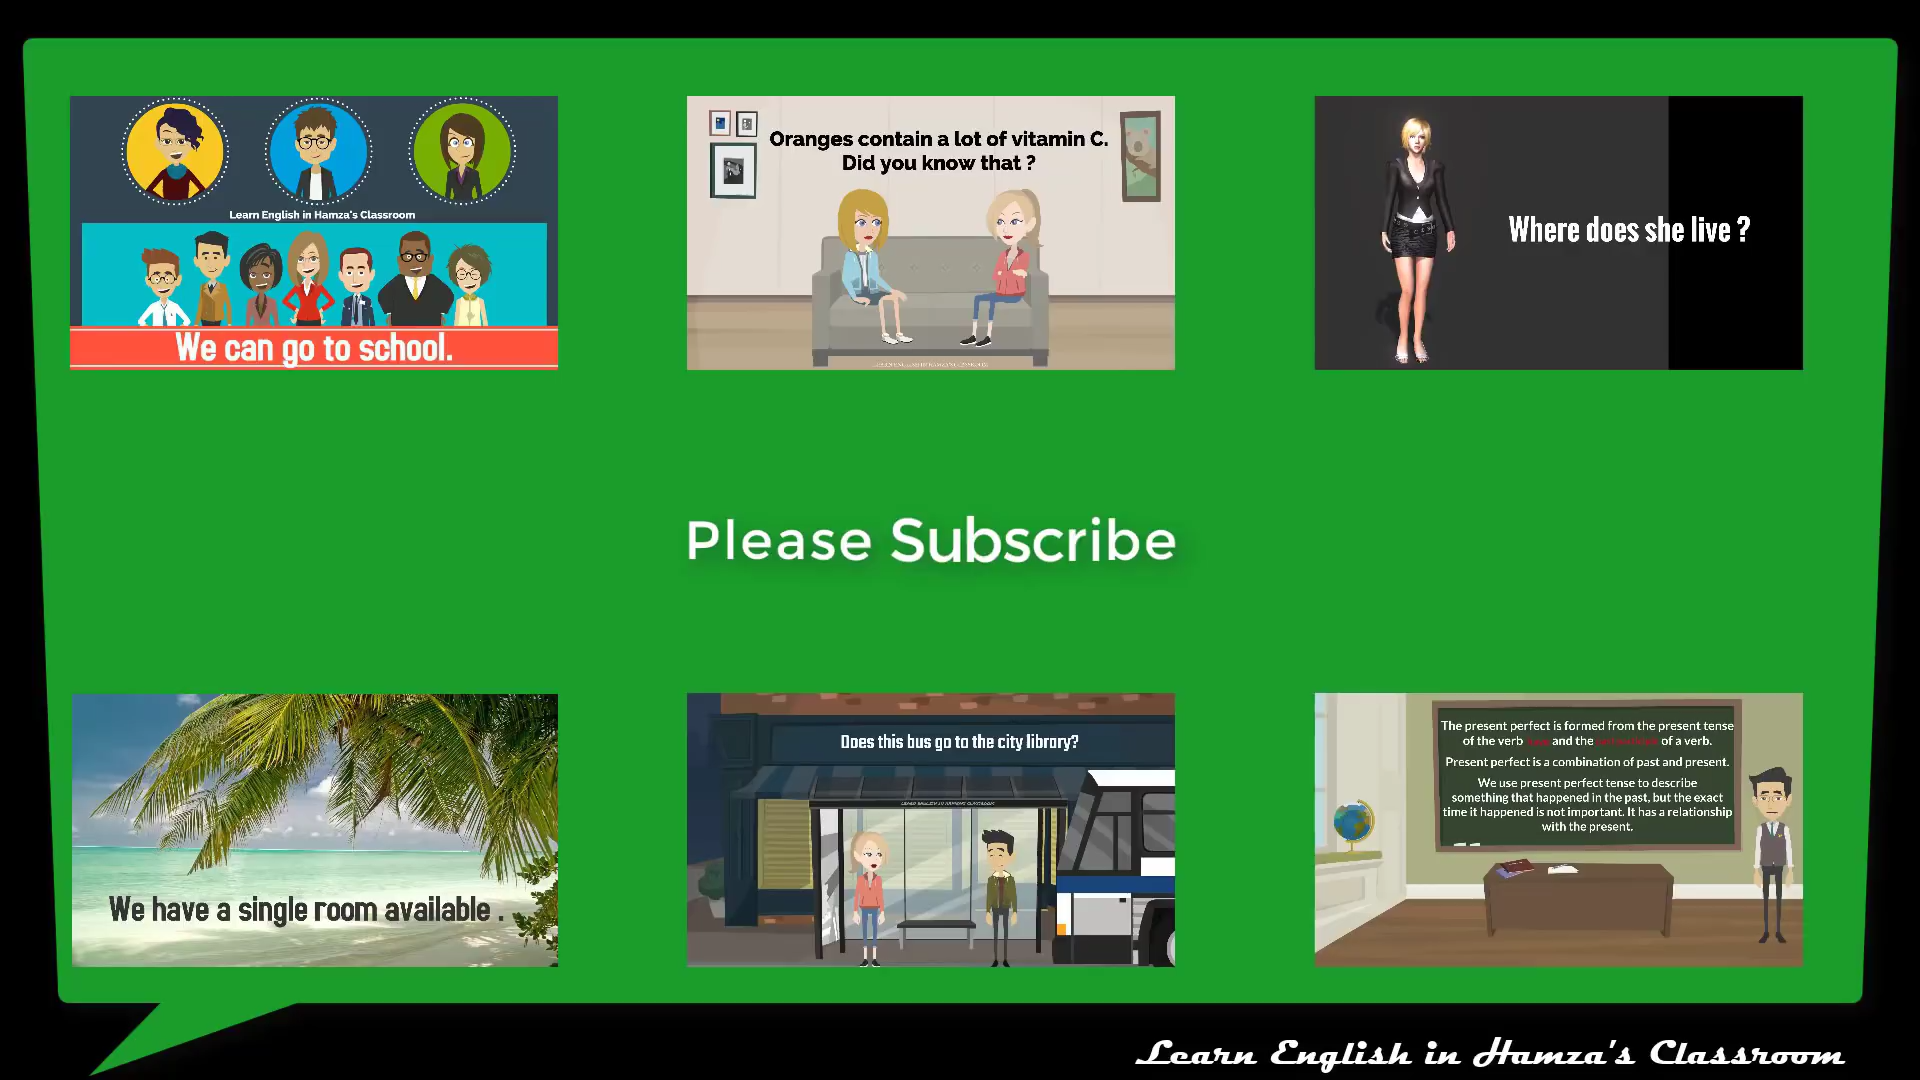 Learn English in Hamza's Classroom
We can go to school.
Oranges contain a lot of vitamin C.
Did you know that ?
Where does she live ?
Please Subscribe
We have a single room available .
Does this bus go to the city library?
The present perfect is formed from the present tense
of the verb and the of a verb.
Present perfect is a combination of past and present.
We use present perfect tense to describe
something that happened in the past, but the exact
time it happened is not important. It has a relationship
with the present.
Learn English in Hamza's Classroom